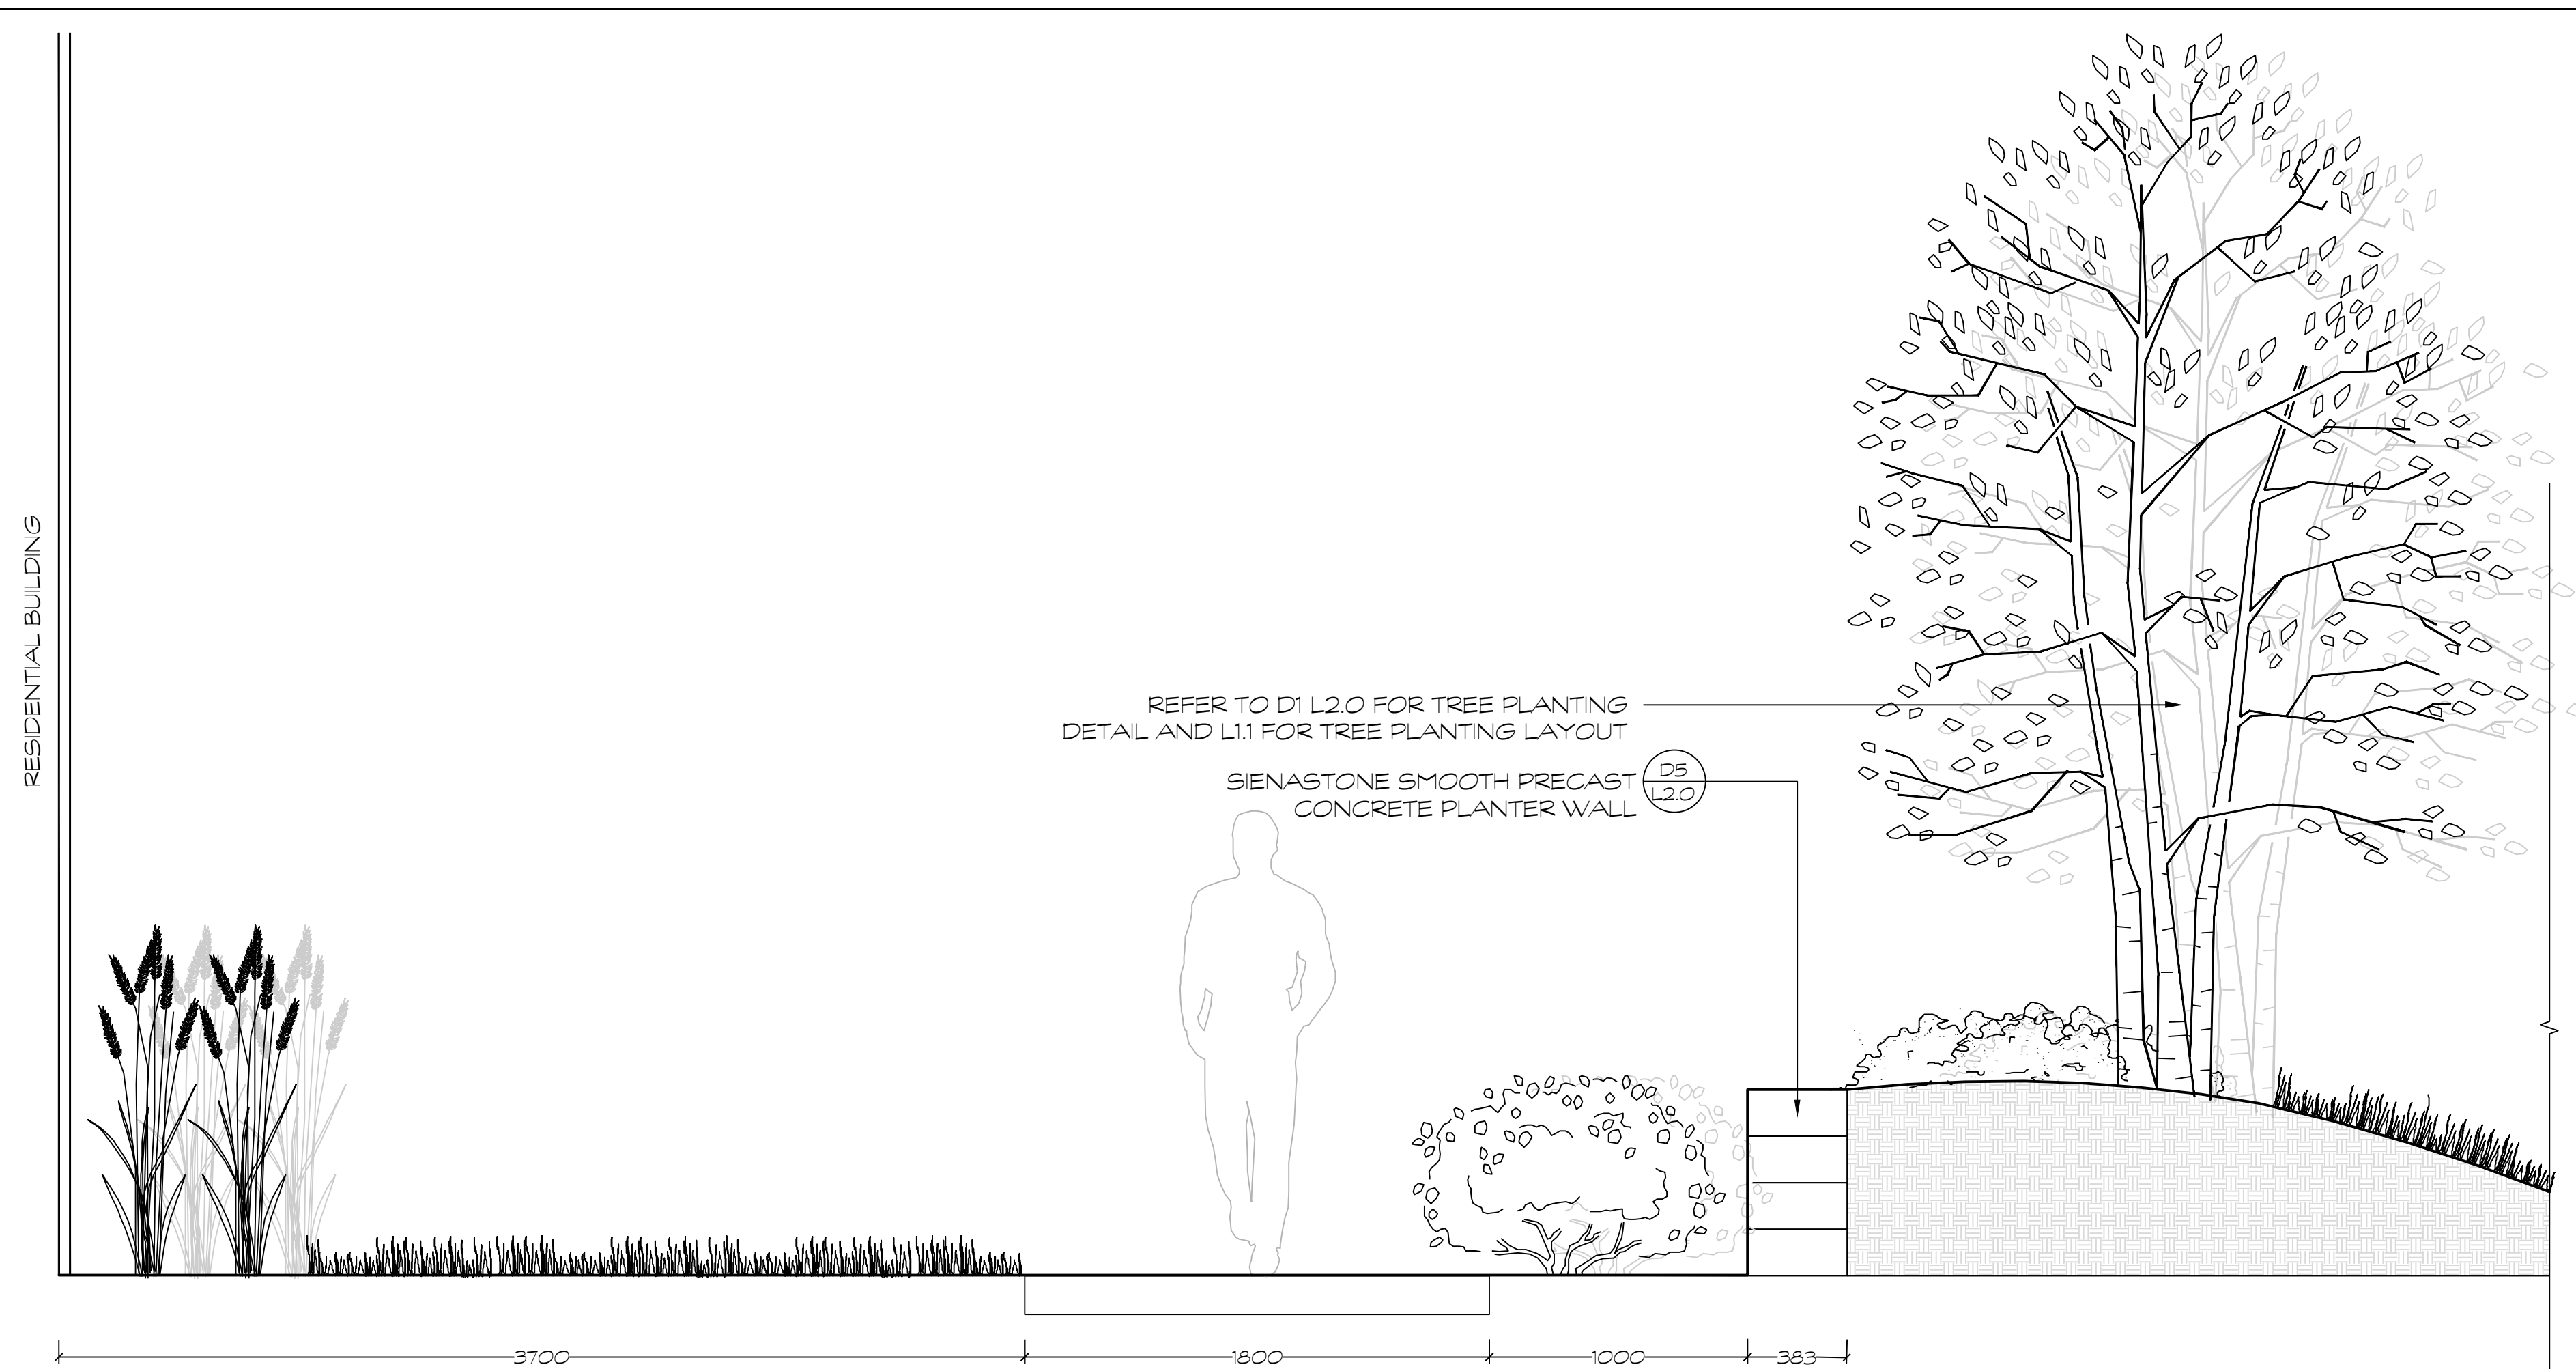 RESIDENTIAL BUILDING
REFER TO D1 L2.0 FOR TREE PLANTING
DETAIL AND L1.1 FOR TREE PLANTING LAYOUT
SIENASTONE SMOOTH PRECAST
CONCRETE PLANTER WALL
D5
L2.0
3700
1800
1000
383